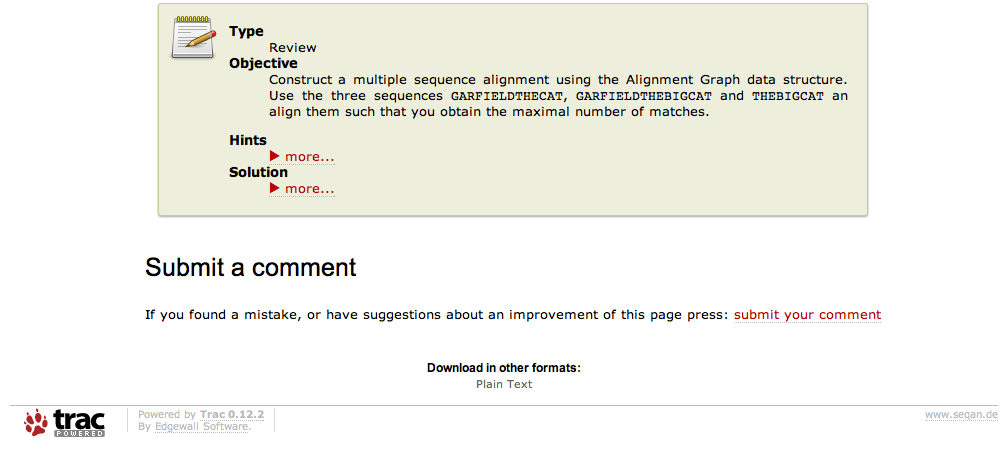 Type
Review
Objective
Construct a multiple sequence alignment using the Alignment Graph data structure.
Use the three sequences GARFIELDTHECAT, GARFIELDTHEBIGCAT and THEBIGCAT an
align them such that you obtain the maximal number of matches.
Hints
▶ more...
Solution
▶ more...
Submit a comment
If you found a mistake, or have suggestions about an improvement of this page press: submit your comment
Download in other formats:
Plain Text
trac
POWERED
Powered by Trac 0.12.2
By Edgewall Software.
www.seqan.de